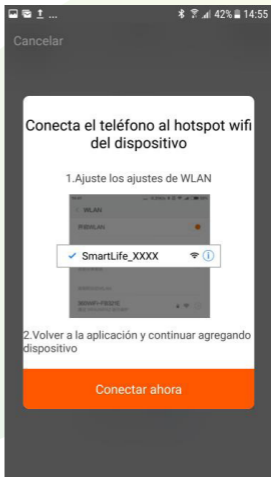 ... 42% 14:55
Cancelar
Conecta el teléfono al hotspot wifi
del dispositivo
1.Ajuste los ajustes de WLAN
WLAN
SmartLife_XXXX
2.Volver a la aplicación y continuar agregando
dispositivo
Conectar ahora